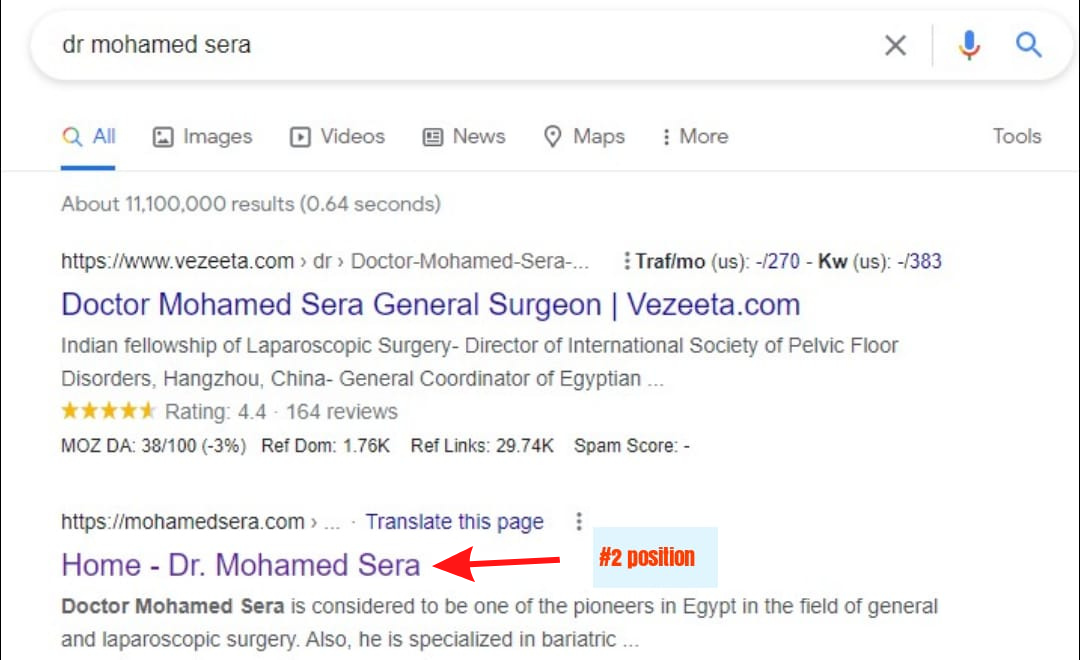 dr mohamed sera
All Images Videos News Maps More Tools
About 11,100,000 results (0.64 seconds)
https://www.vezeeta.com › dr › Doctor-Mohamed-Sera-... Traf/mo (us): -/270 - Kw (us): -/383
Doctor Mohamed Sera General Surgeon | Vezeeta.com
Indian fellowship of Laparoscopic Surgery- Director of International Society of Pelvic Floor
Disorders, Hangzhou, China- General Coordinator of Egyptian ...
Rating: 4.4 · 164 reviews
MOZ DA: 38/100 (-3%) Ref Dom: 1.76K Ref Links: 29.74K Spam Score: -
https://mohamedsera.com › ... · Translate this page
Home - Dr. Mohamed Sera
#2 position
Doctor Mohamed Sera is considered to be one of the pioneers in Egypt in the field of general
and laparoscopic surgery. Also, he is specialized in bariatric ...